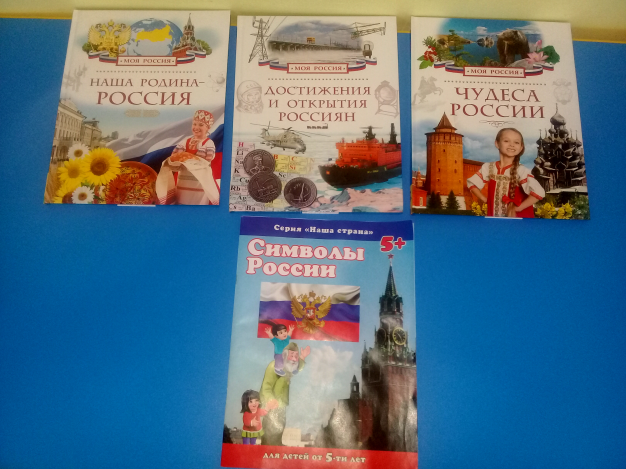 МОЯ РОССИЯ
НАША РОДИНА-
РОССИЯ
МОЯ РОССИЯ
ДОСТИЖЕНИЯ
И ОТКРЫТИЯ
РОССИЯН
МОЯ РОССИЯ
ЧУДЕСА
РОССИИ
Серия «Наша страна»
5+
Символы
России
для детей от 5-ти лет